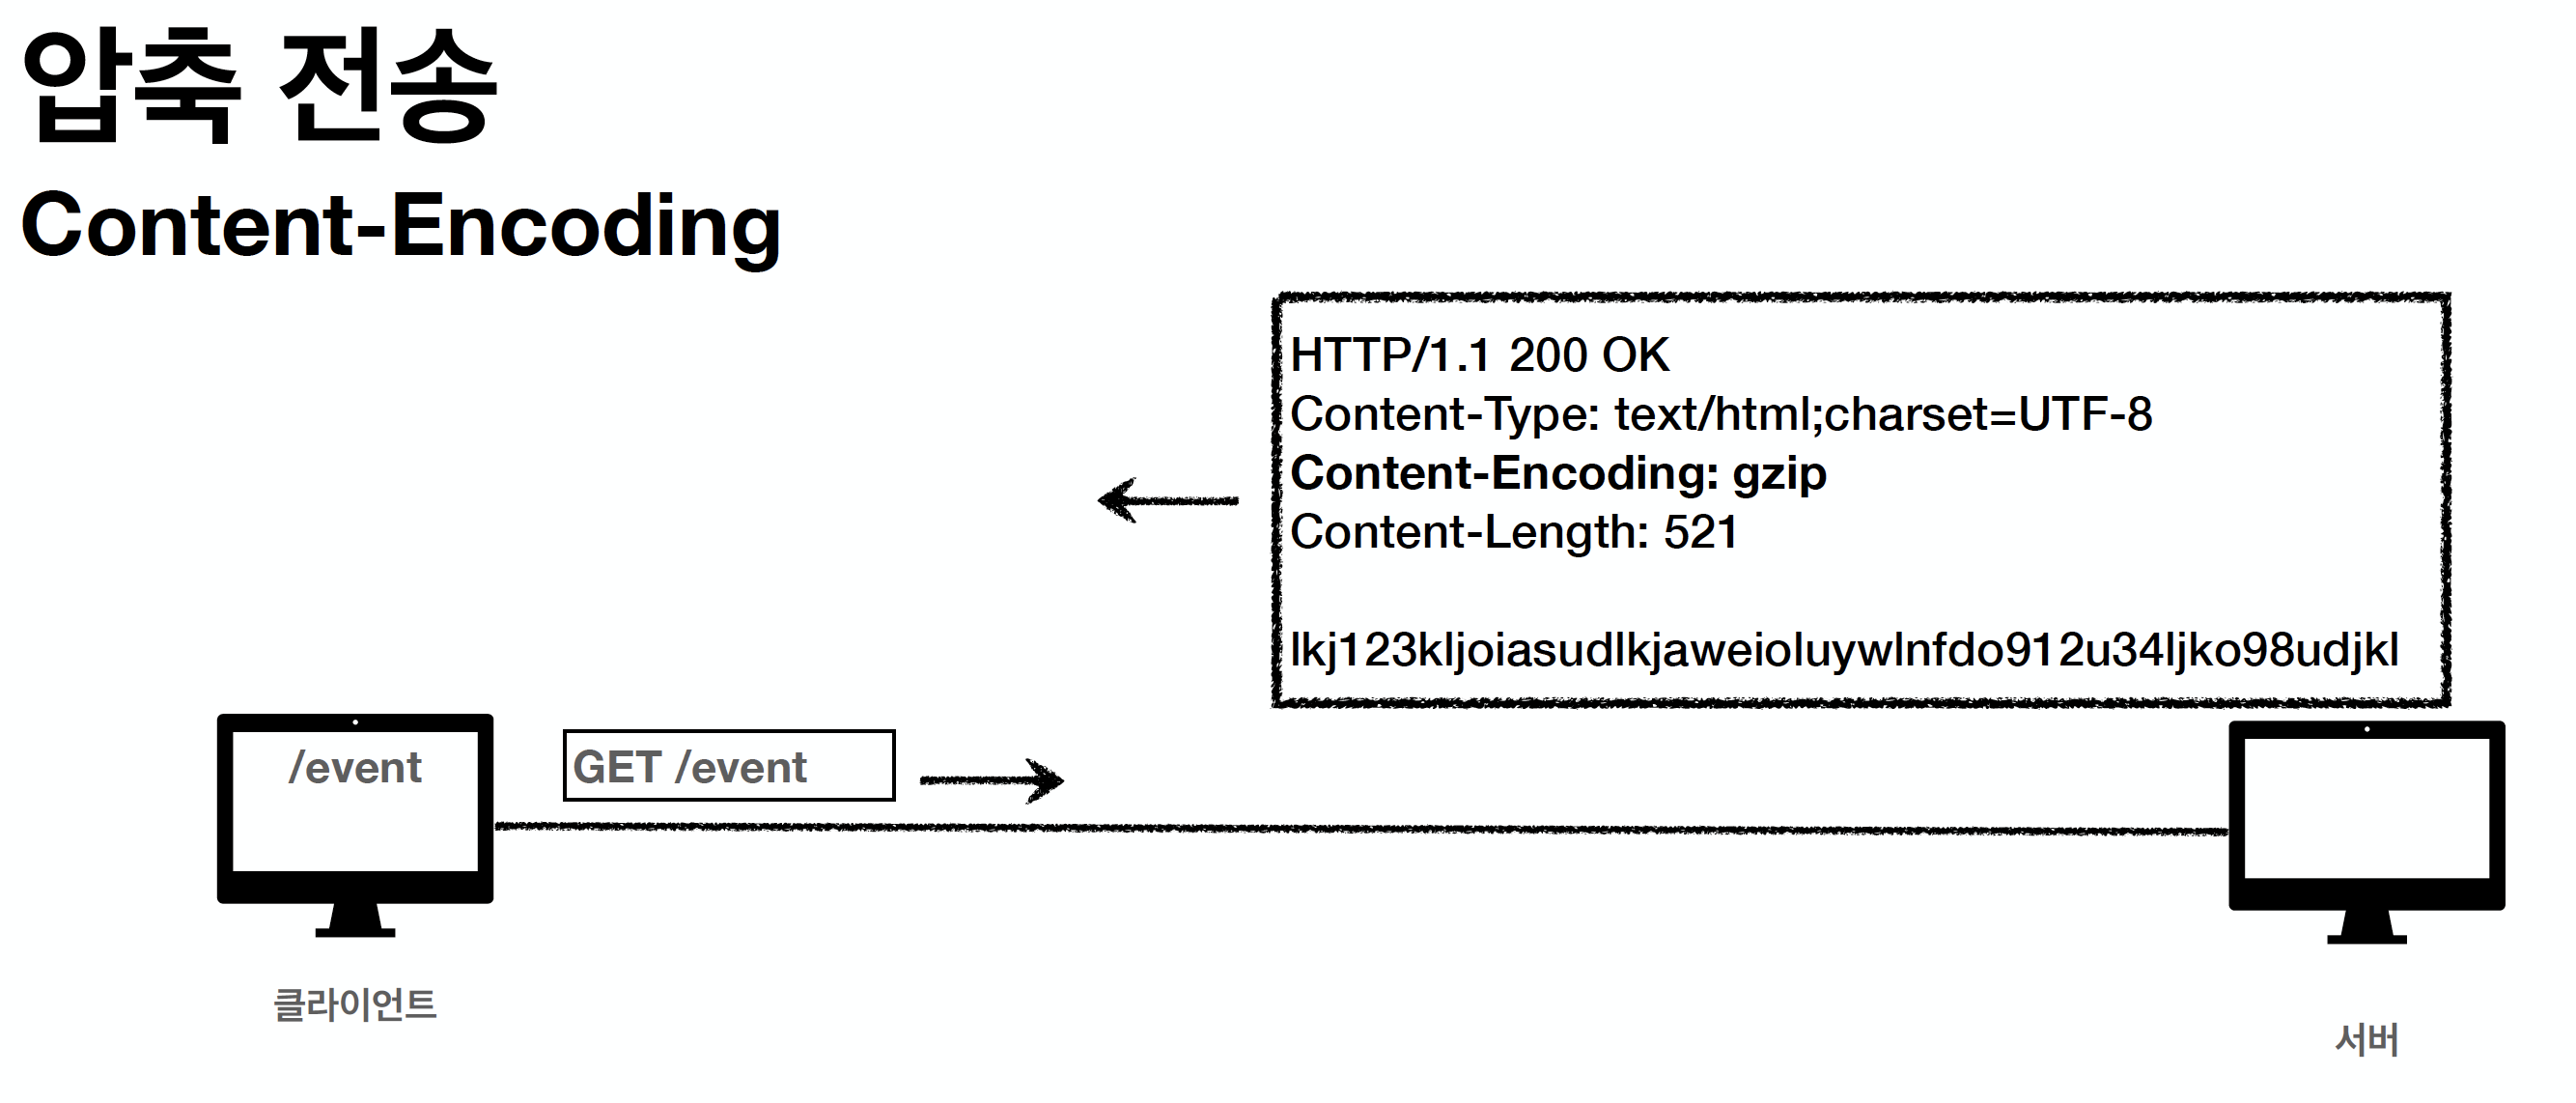 압축 전송
Content-Encoding
HTTP/1.1 200 OK
Content-Type: text/html;charset=UTF-8
Content-Encoding: gzip
Content-Length: 521
lkj123kljoiasudlkjaweioluywlnfdo912u34ljko98udjkl
/event
GET /event
클라이언트
서버